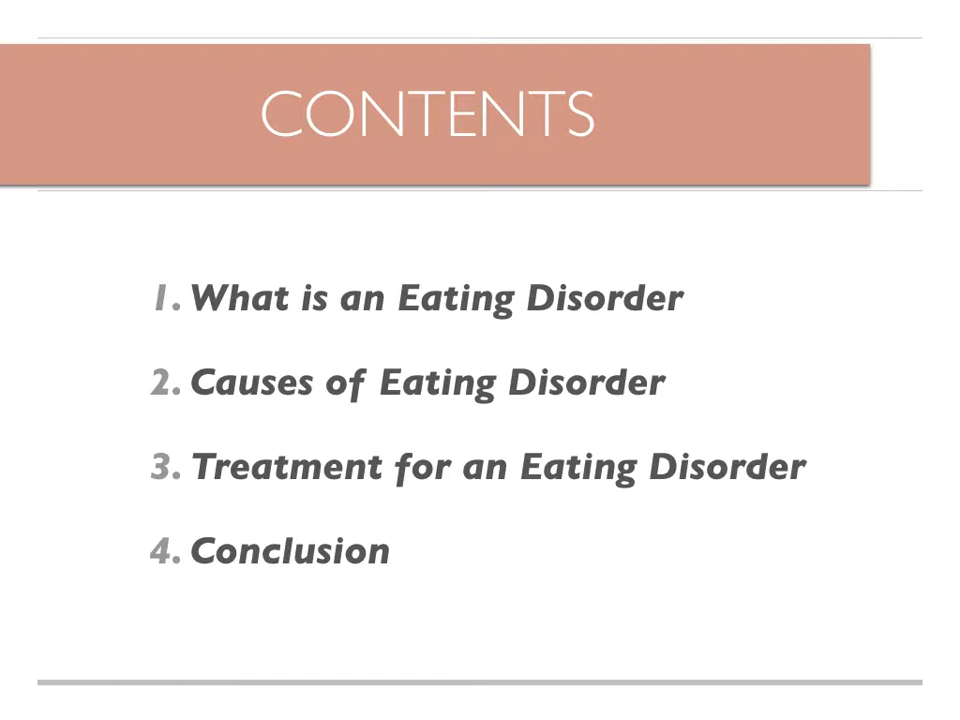 CONTENTS
1. What is an Eating Disorder
2. Causes of Eating Disorder
3. Treatment for an Eating Disorder
4. Conclusion